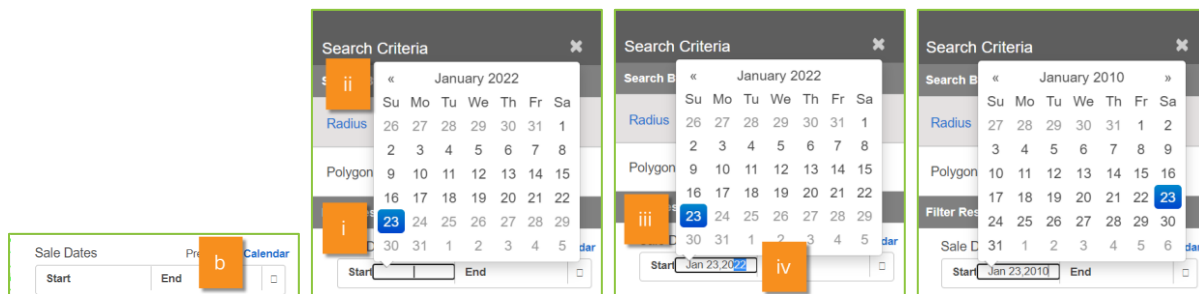 Sale Dates Pre b Calendar
Start End
Search Criteria ✖
S ii « January 2022
Su Mo Tu We Th Fr Sa
Radius 26 27 28 29 30 31 1
2 3 4 5 6 7 8
Polygon 9 10 11 12 13 14 15
16 17 18 19 20 21 22
i es 23 24 25 26 27 28 29
D 30 31 1 2 3 4 5 dar
Start End
Search Criteria ✖
Search B « January 2022
Su Mo Tu We Th Fr Sa
Radius 26 27 28 29 30 31 1
2 3 4 5 6 7 8
Polygon 9 10 11 12 13 14 15
16 17 18 19 20 21 22
iii es 23 24 25 26 27 28 29
D 30 31 1 2 3 4 5 dar
Start Jan 23,2022 iv
Search Criteria ✖
Search B « January 2010 »
Su Mo Tu We Th Fr Sa
Radius 27 28 29 30 31 1 2
3 4 5 6 7 8 9
Polygon 10 11 12 13 14 15 16
17 18 19 20 21 22 23
Filter Res 24 25 26 27 28 29 30
Sale D 31 1 2 3 4 5 6 dar
Start Jan 23,2010 End